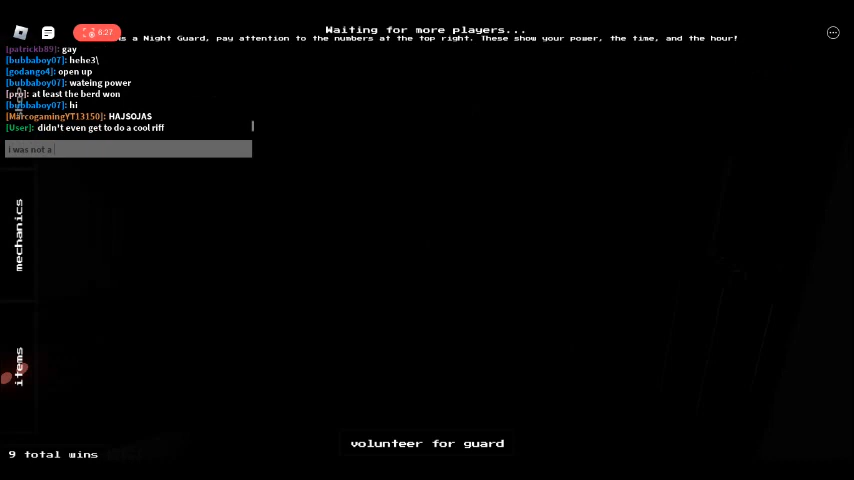 6:27
Waiting for more players...
as a Night Guard, pay attention to the numbers at the top right. These show your power, the time, and the hour!
[patrickb89]: gay
[bubbaboy07]: hehe3\
[godango4]: open up
[bubbaboy07]: wateing power
[pro]: at least the berd won
[bubbaboy07]: hi
[MarcogamingYT13150]: HAJSOJAS
[User]: didn't even get to do a cool riff
i was not a
mechanics
items
volunteer for guard
9 total wins